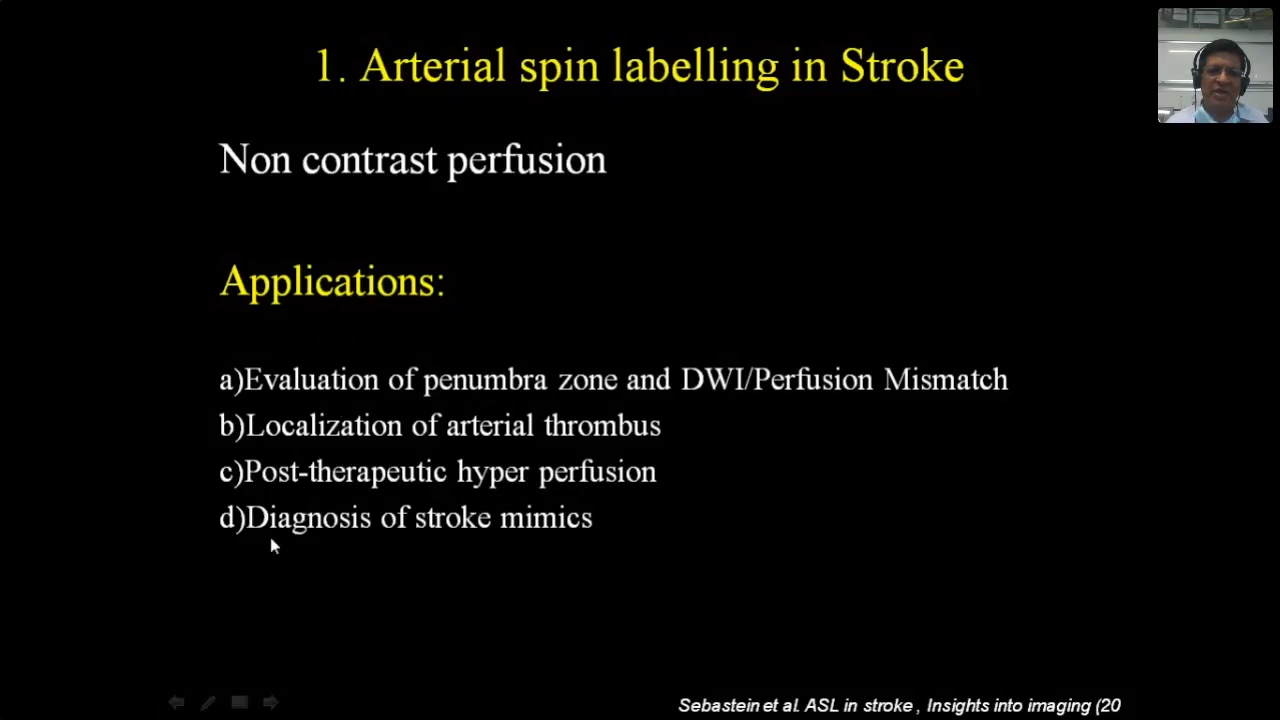 1. Arterial spin labelling in Stroke
Non contrast perfusion
Applications:
a)Evaluation of penumbra zone and DWI/Perfusion Mismatch
b)Localization of arterial thrombus
c)Post-therapeutic hyper perfusion
d)Diagnosis of stroke mimics
Sebastein et al. ASL in stroke , Insights into imaging (20